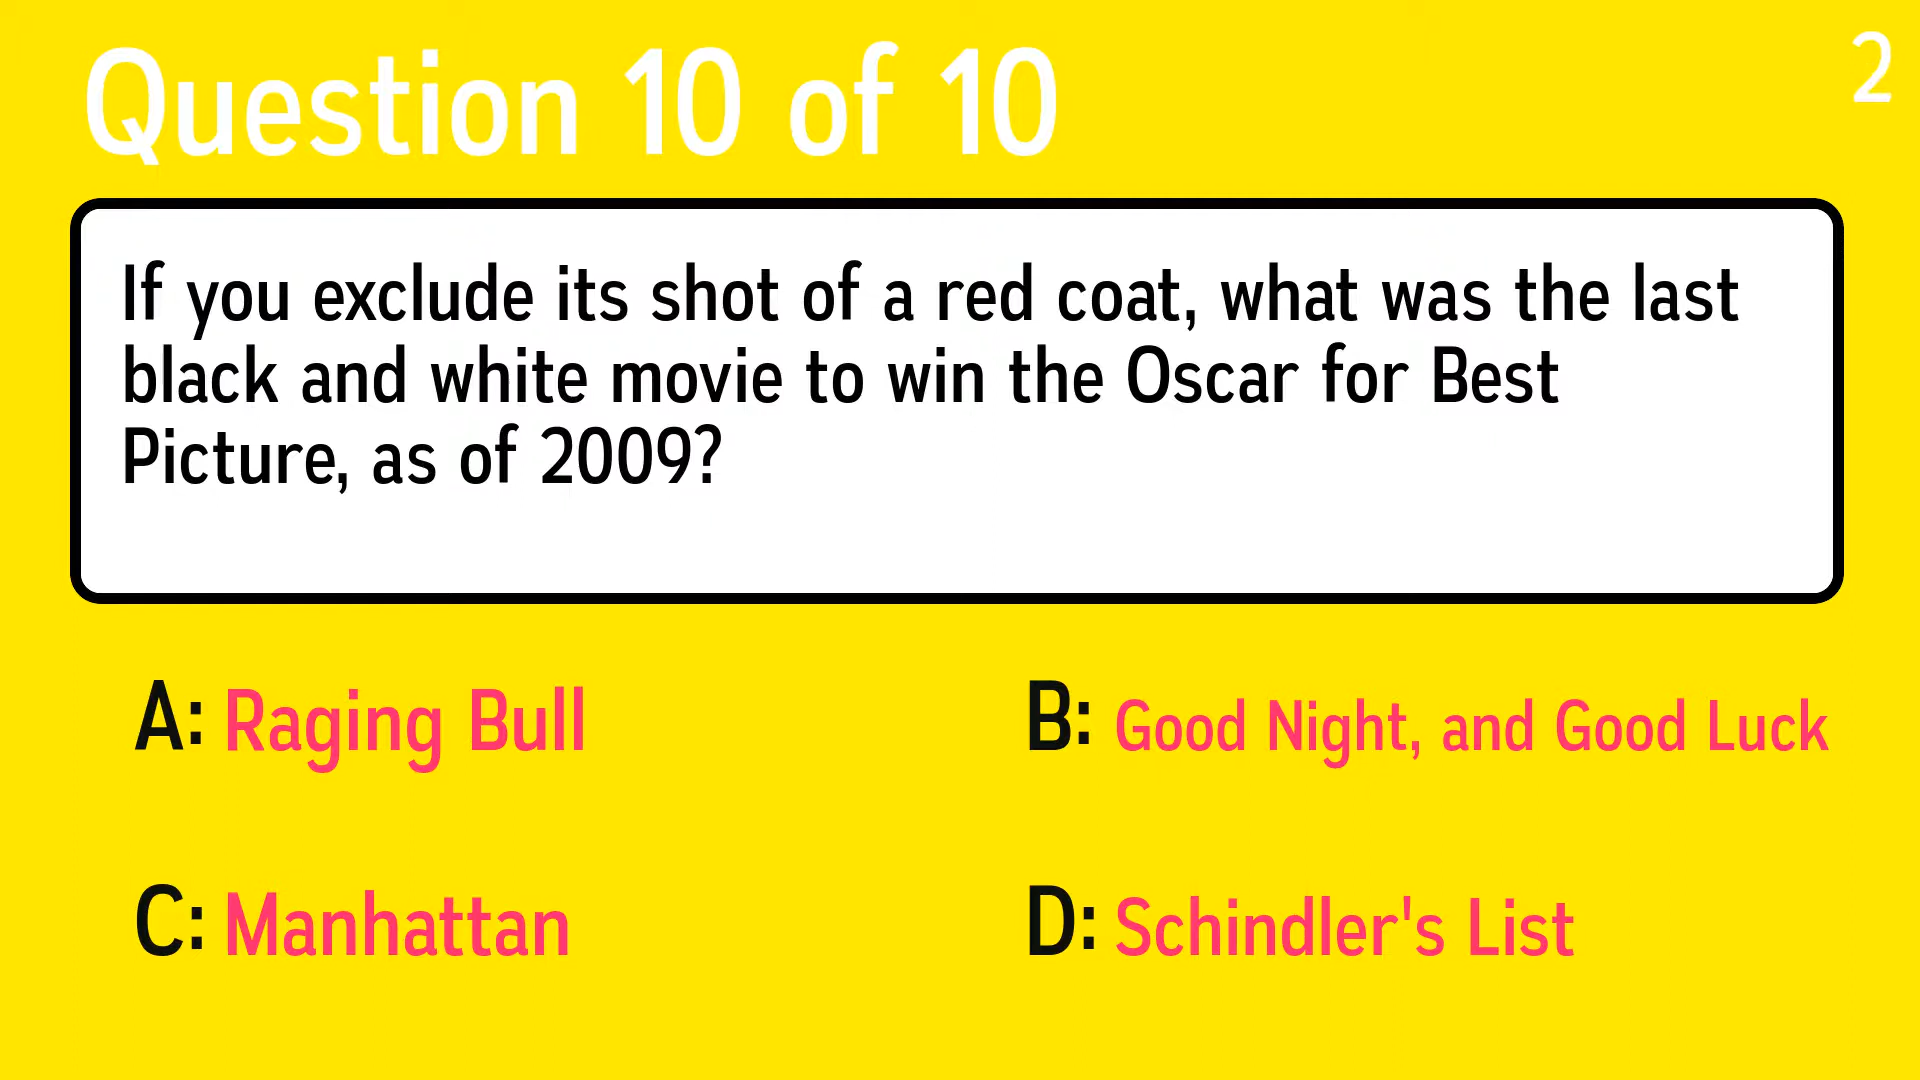 Question 10 of 10
2
If you exclude its shot of a red coat, what was the last
black and white movie to win the Oscar for Best
Picture, as of 2009?
A: Raging Bull
B: Good Night, and Good Luck
C: Manhattan
D: Schindler's List